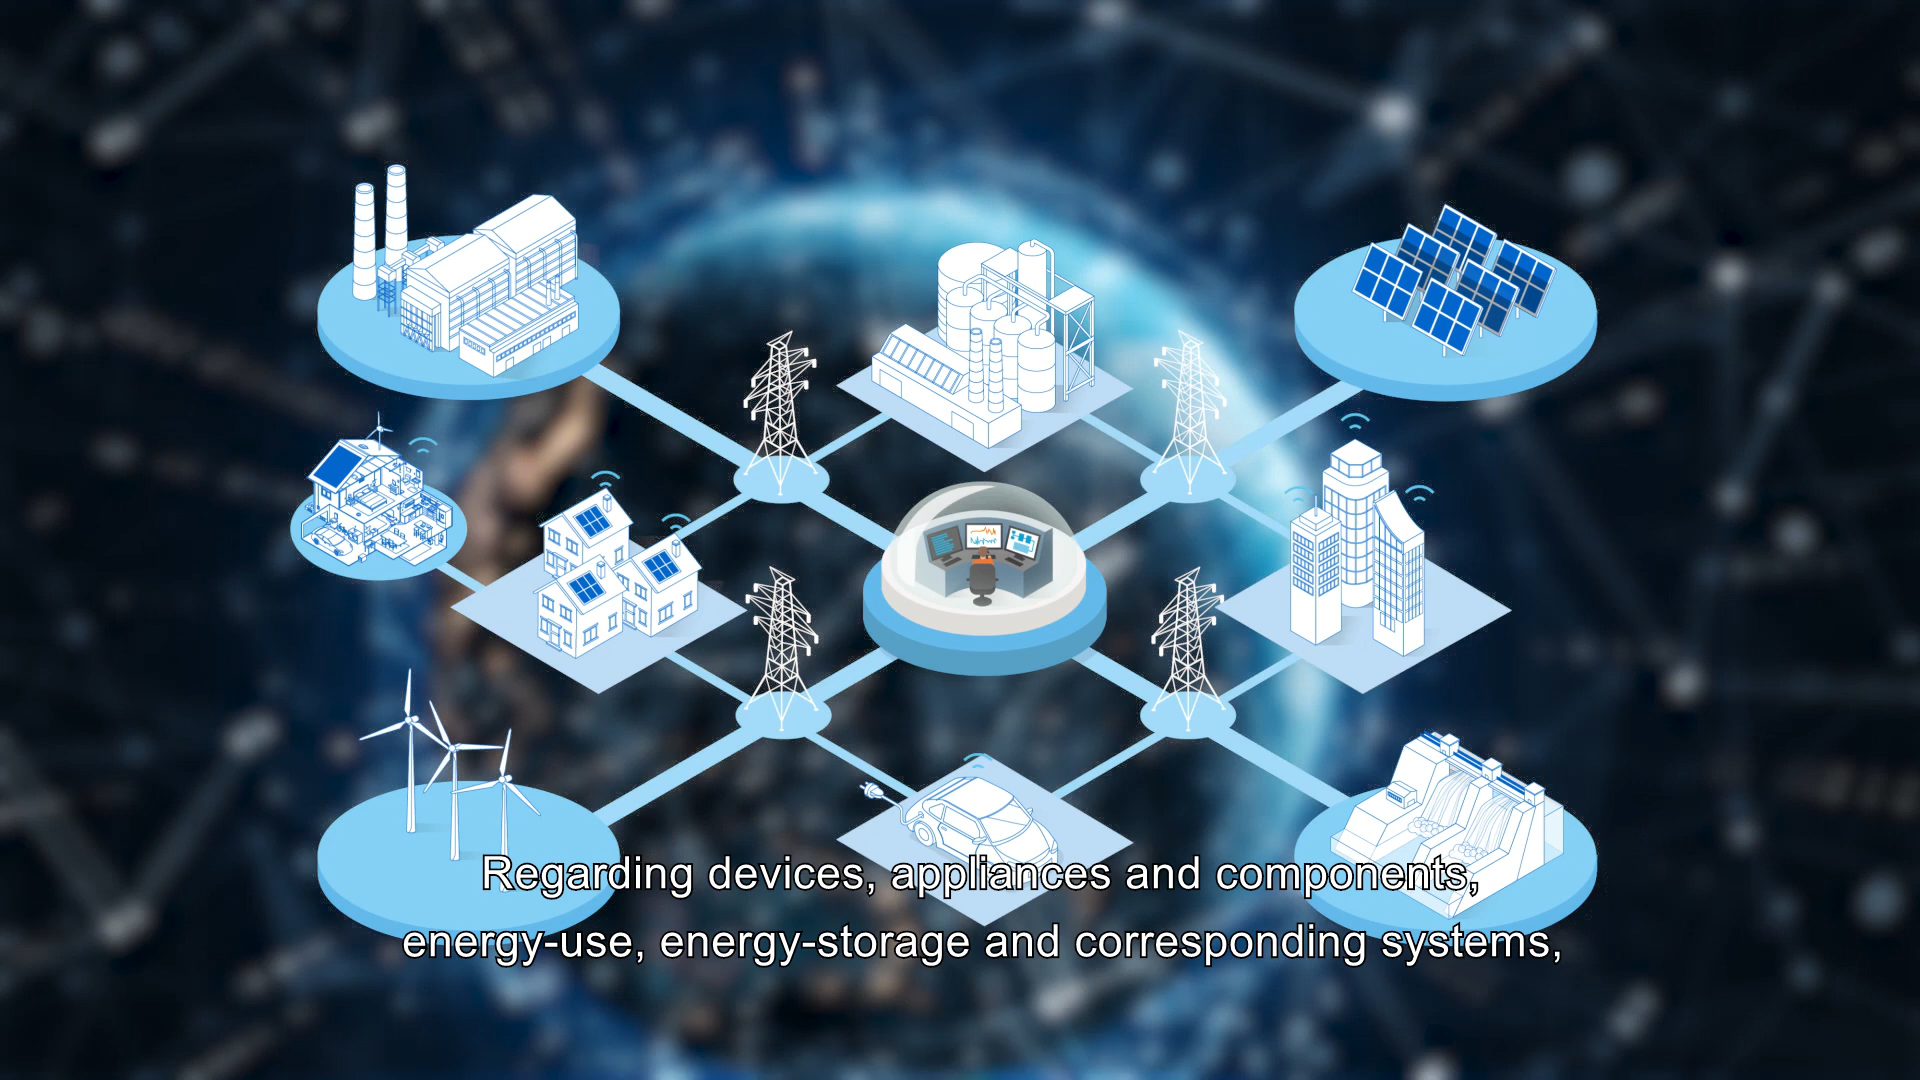 Regarding devices, appliances and components,
energy-use, energy-storage and corresponding systems,